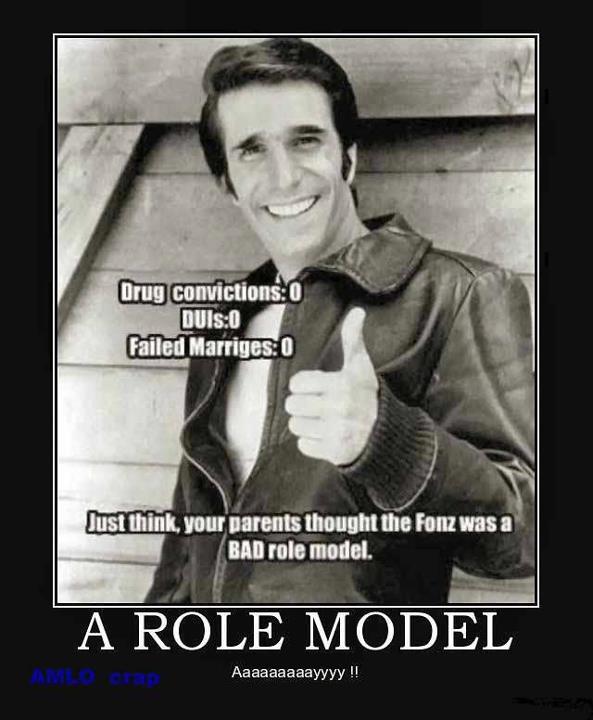 Drug convictions: 0
DUIs:0
Failed Marriges: 0
Just think, your parents thought the Fonz was a
BAD role model.
A ROLE MODEL
Aaaaaaaaayyyy !!
AMLO crap